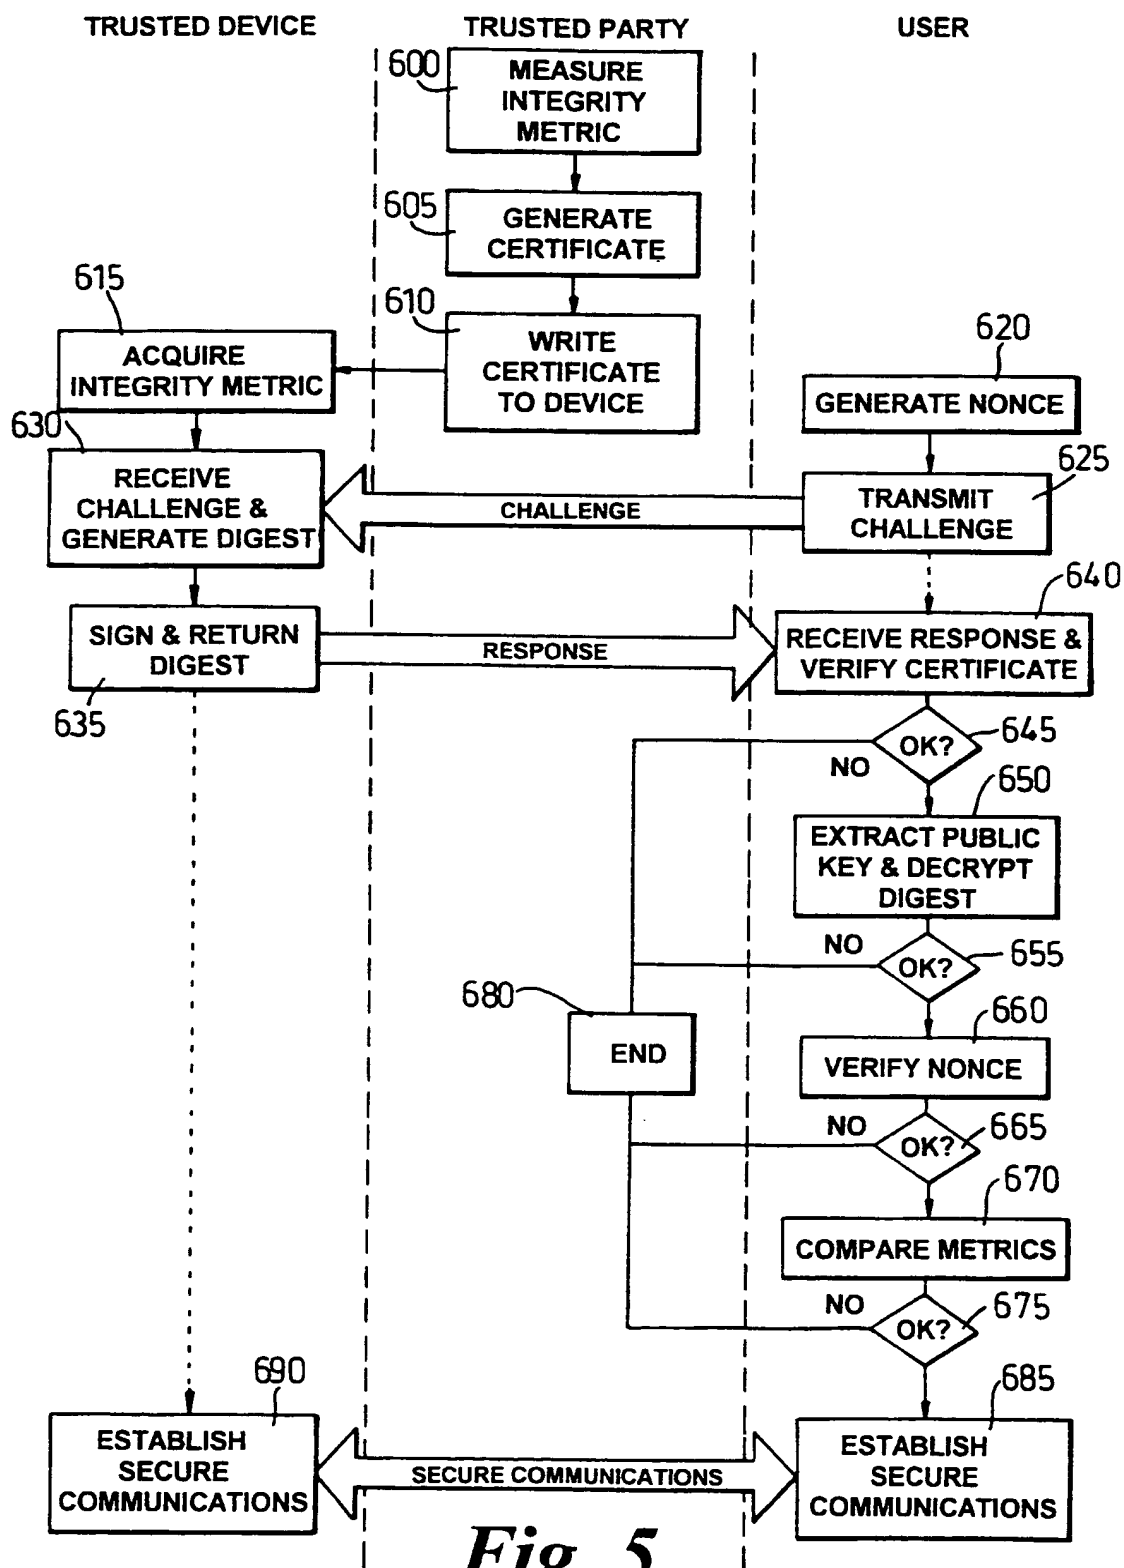 TRUSTED DEVICE
TRUSTED PARTY
USER
600
MEASURE
INTEGRITY
METRIC
605
GENERATE
CERTIFICATE
610
WRITE
CERTIFICATE
TO DEVICE
615
ACQUIRE
INTEGRITY METRIC
620
GENERATE NONCE
630
RECEIVE
CHALLENGE &
GENERATE DIGEST
CHALLENGE
625
TRANSMIT
CHALLENGE
SIGN & RETURN
DIGEST
635
RESPONSE
640
RECEIVE RESPONSE &
VERIFY CERTIFICATE
OK?
645
NO
650
EXTRACT PUBLIC
KEY & DECRYPT
DIGEST
NO
OK?
655
680
END
660
VERIFY NONCE
NO
OK?
665
670
COMPARE METRICS
NO
OK?
675
690
ESTABLISH
SECURE
COMMUNICATIONS
SECURE COMMUNICATIONS
685
ESTABLISH
SECURE
COMMUNICATIONS
Fig. 5